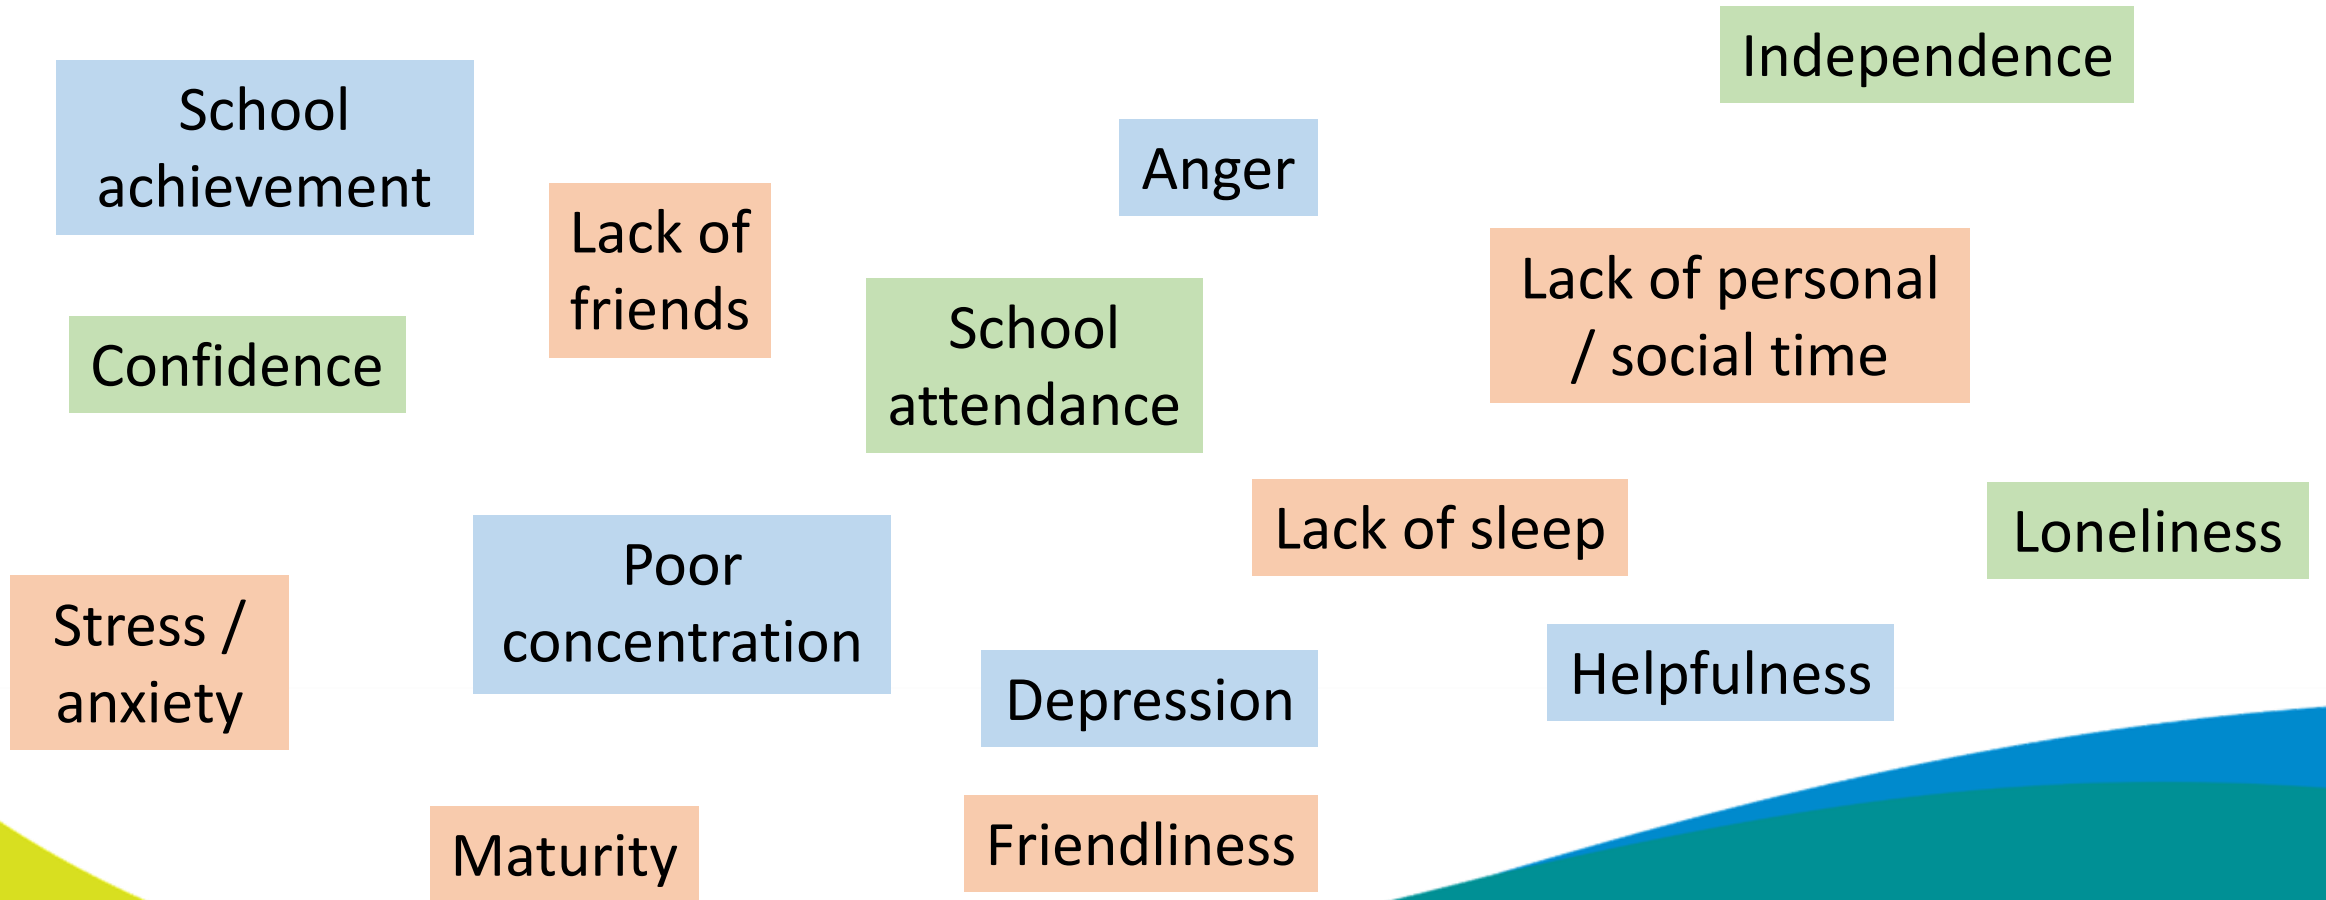 Independence
School
achievement
Anger
Lack of
friends
Lack of personal
/ social time
School
attendance
Confidence
Lack of sleep
Loneliness
Poor
concentration
Stress /
anxiety
Helpfulness
Depression
Friendliness
Maturity